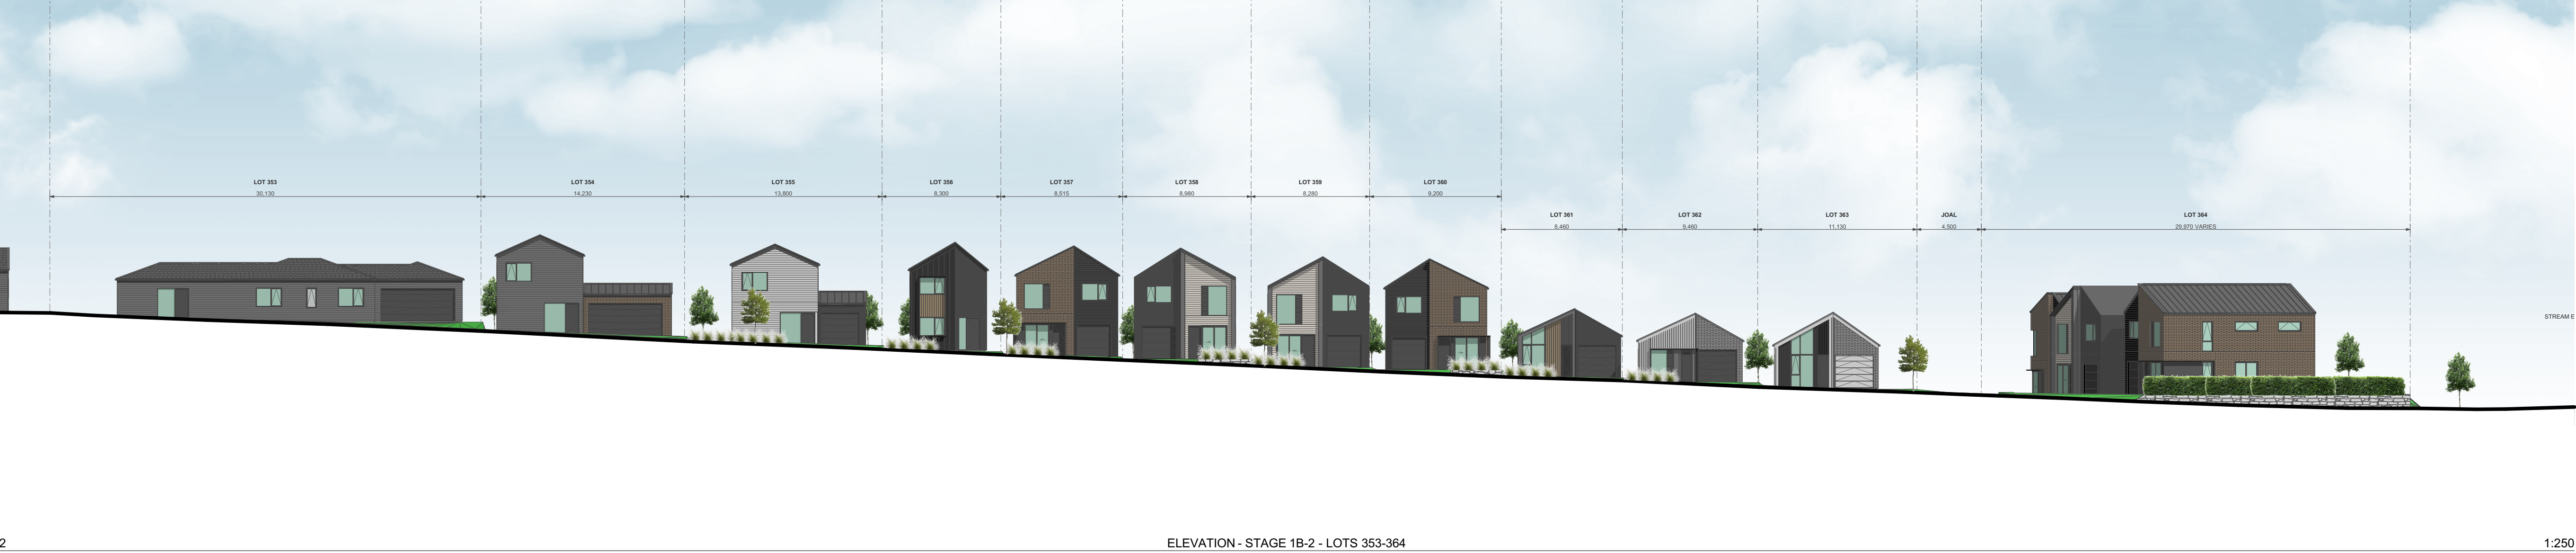 LOT 353
30,130
LOT 354
14,230
LOT 355
13,800
LOT 356
8,300
LOT 357
8,515
LOT 358
8,980
LOT 359
8,280
LOT 360
9,200
LOT 361
8,460
LOT 362
9,460
LOT 363
11,130
JOAL
4,500
LOT 364
29,970 VARIES
STREAM E
2
ELEVATION - STAGE 1B-2 - LOTS 353-364
1:250